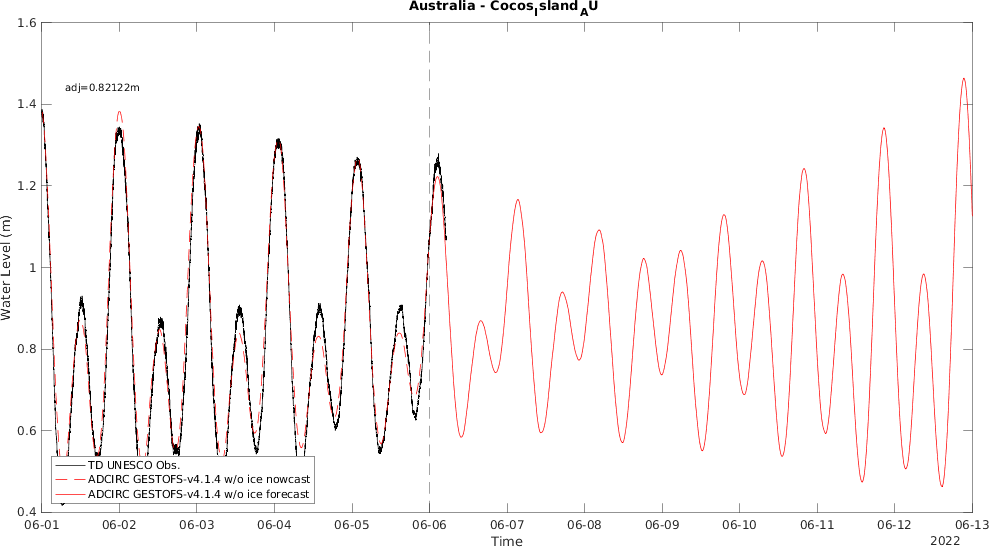 Australia - CocosIslandAU
adj=0.82122m
Water Level (m)
1.6
1.4
1.2
1
0.8
0.6
0.4
TD UNESCO Obs.
ADCIRC GESTOFS-v4.1.4 w/o ice nowcast
ADCIRC GESTOFS-v4.1.4 w/o ice forecast
06-01 06-02 06-03 06-04 06-05 06-06 06-07 06-08 06-09 06-10 06-11 06-12 06-13
Time
2022